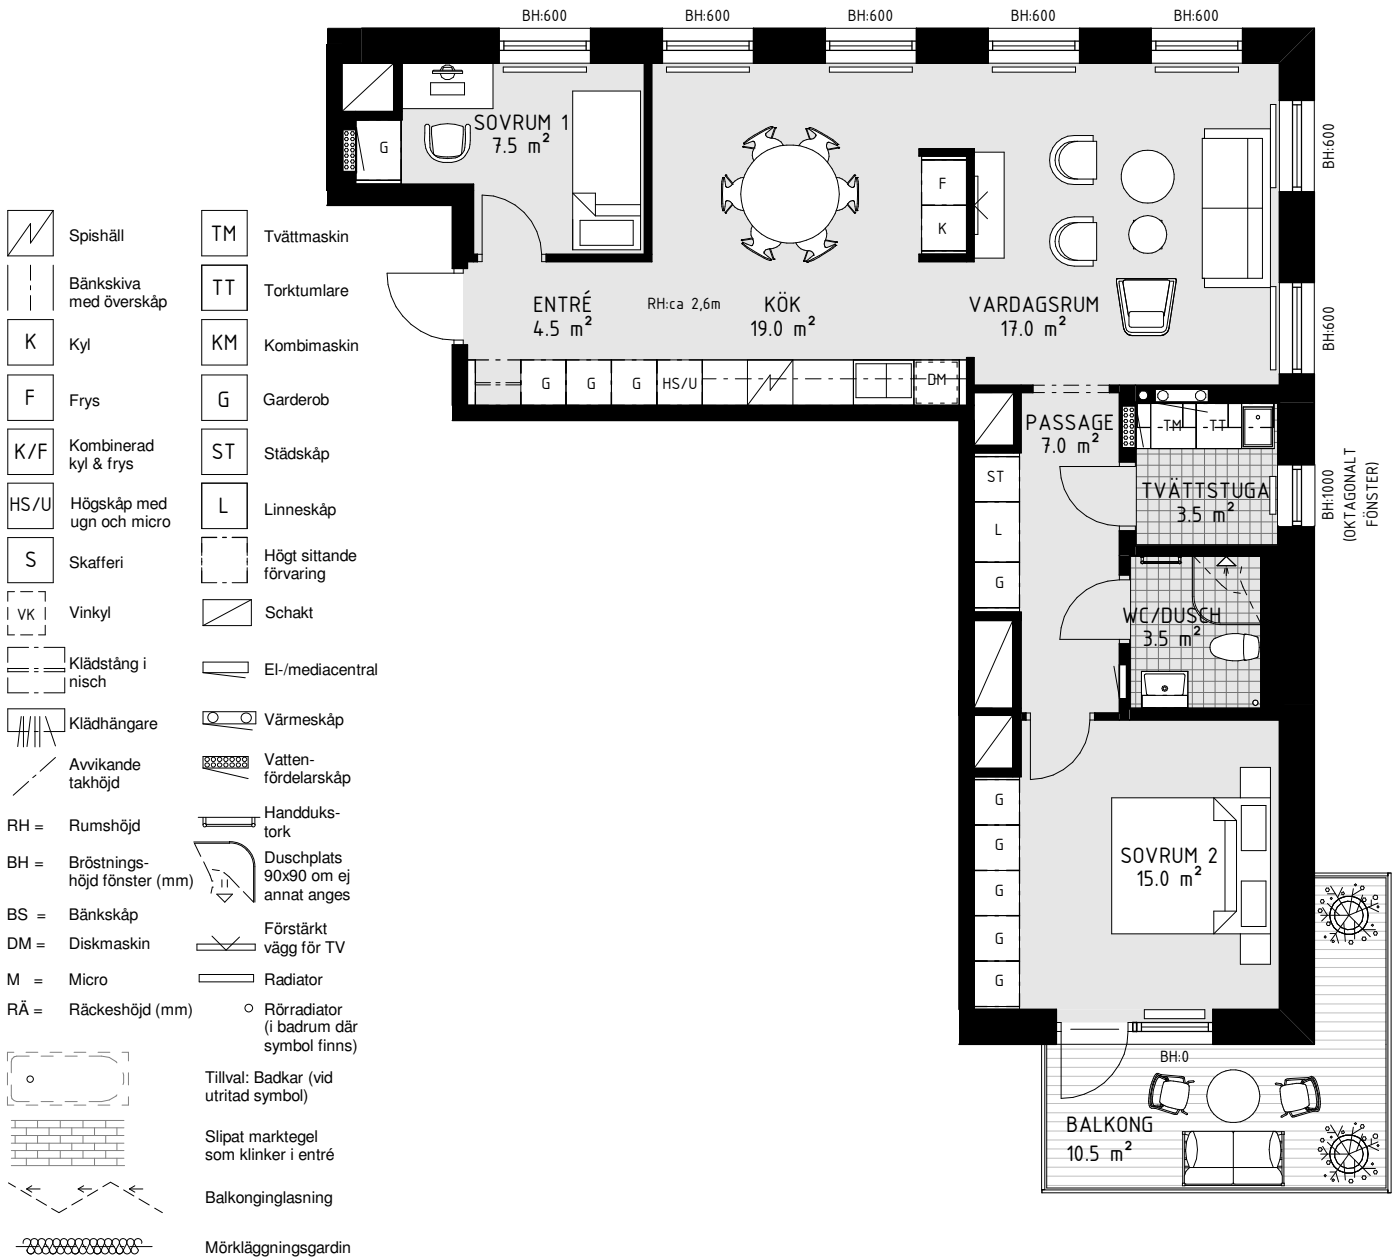 BH:600
BH:600
BH:600
BH:600
BH:600
SOVRUM 1
7.5 m²
G
F
K
BH:600
BH:600
ENTRÉ
4.5 m²
RH:ca 2,6m
KÖK
19.0 m²
VARDAGSRUM
17.0 m²
G
G
G
HS/U
DM
PASSAGE
7.0 m²
TM
TT
ST
L
G
TVÄTTSTUGA
3.5 m²
BH:1000
(OKTAGONALT
FÖNSTER)
WC/DUSCH
3.5 m²
G
G
G
G
G
SOVRUM 2
15.0 m²
BH:0
BALKONG
10.5 m²
Spishäll
Bänkskiva
med överskåp
K
Kyl
F
Frys
K/F
Kombinerad
kyl & frys
HS/U
Högskåp med
ugn och micro
S
Skafferi
VK
Vinkyl
Klädstång i
nisch
Klädhängare
Avvikande
takhöjd
RH =
Rumshöjd
BH =
Bröstnings-
höjd fönster (mm)
BS =
Bänkskåp
DM =
Diskmaskin
M =
Micro
RÄ =
Räckeshöjd (mm)
TM
Tvättmaskin
TT
Torktumlare
KM
Kombimaskin
G
Garderob
ST
Städskåp
L
Linneskåp
Högt sittande
förvaring
Schakt
El-/mediacentral
Värmeskåp
Vatten-
fördelarskåp
Handduks-
tork
Duschplats
90x90 om ej
annat anges
Förstärkt
vägg för TV
Radiator
Rörradiator
(i badrum där
symbol finns)
Tillval: Badkar (vid
utritad symbol)
Slipat marktegel
som klinker i entré
Balkonginglasning
Mörkläggningsgardin